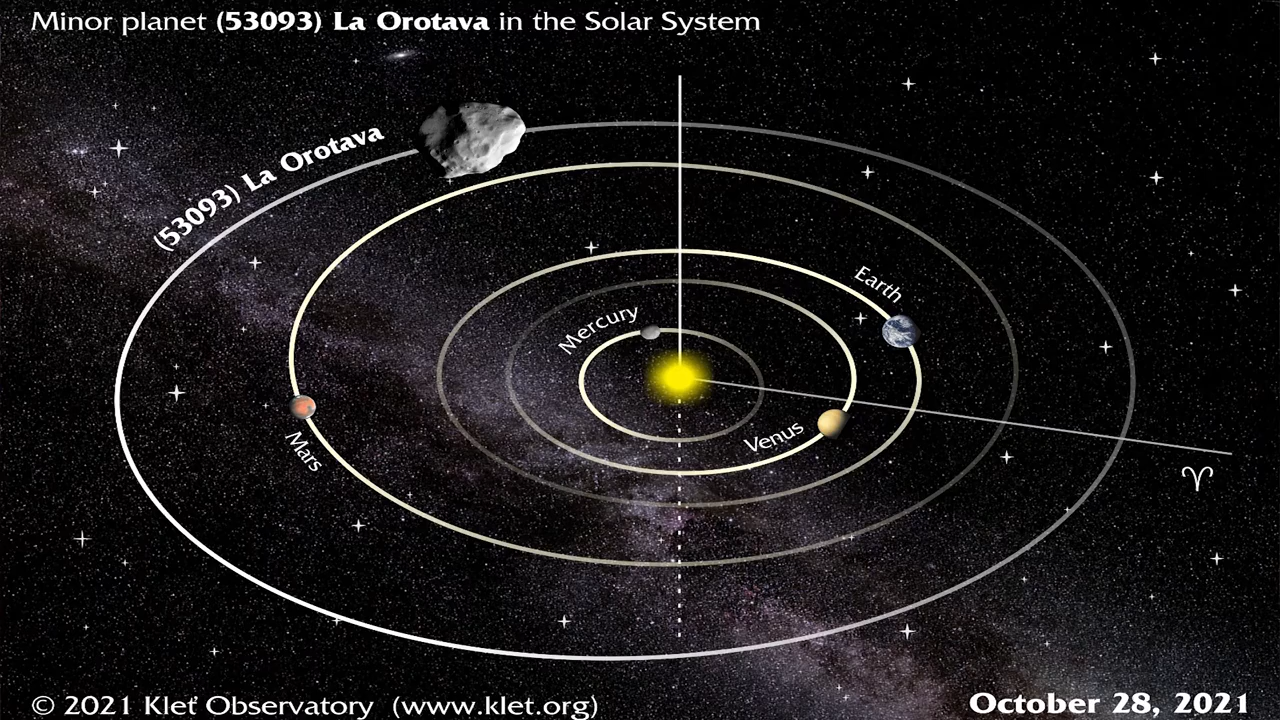 Minor planet (53093) La Orotava in the Solar System
(53093) La Orotava
Earth
Mercury
Venus
Mars
♈
© 2021 Kleť Observatory (www.klet.org)
October 28, 2021